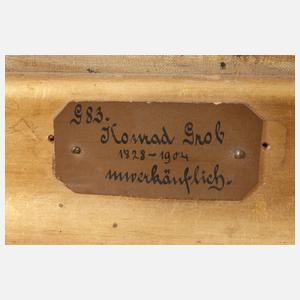 G83.
Konrad Grob
1828-1904
unverkäuflich.